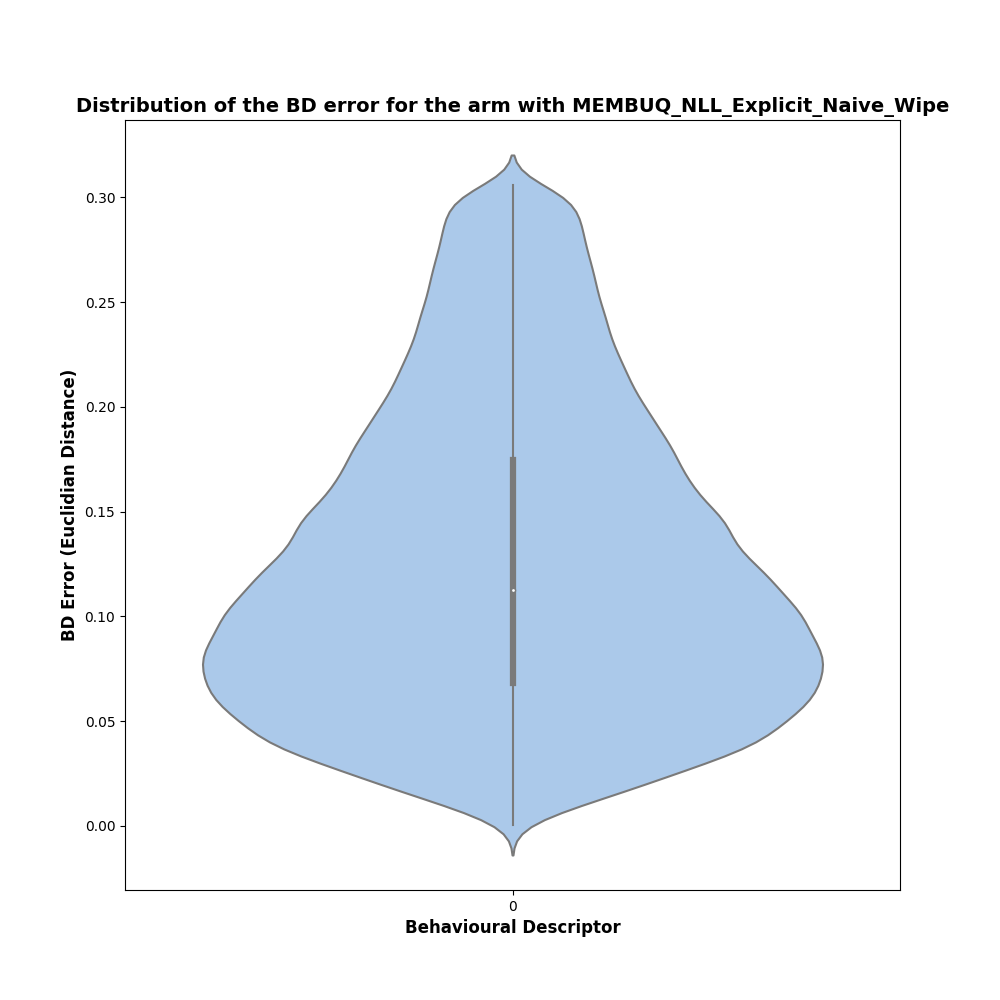 Distribution of the BD error for the arm with MEMBUQ_NLL_Explicit_Naive_Wipe
0.30
0.25
0.20
0.15
0.10
0.05
0.00
BD Error (Euclidian Distance)
0
Behavioural Descriptor